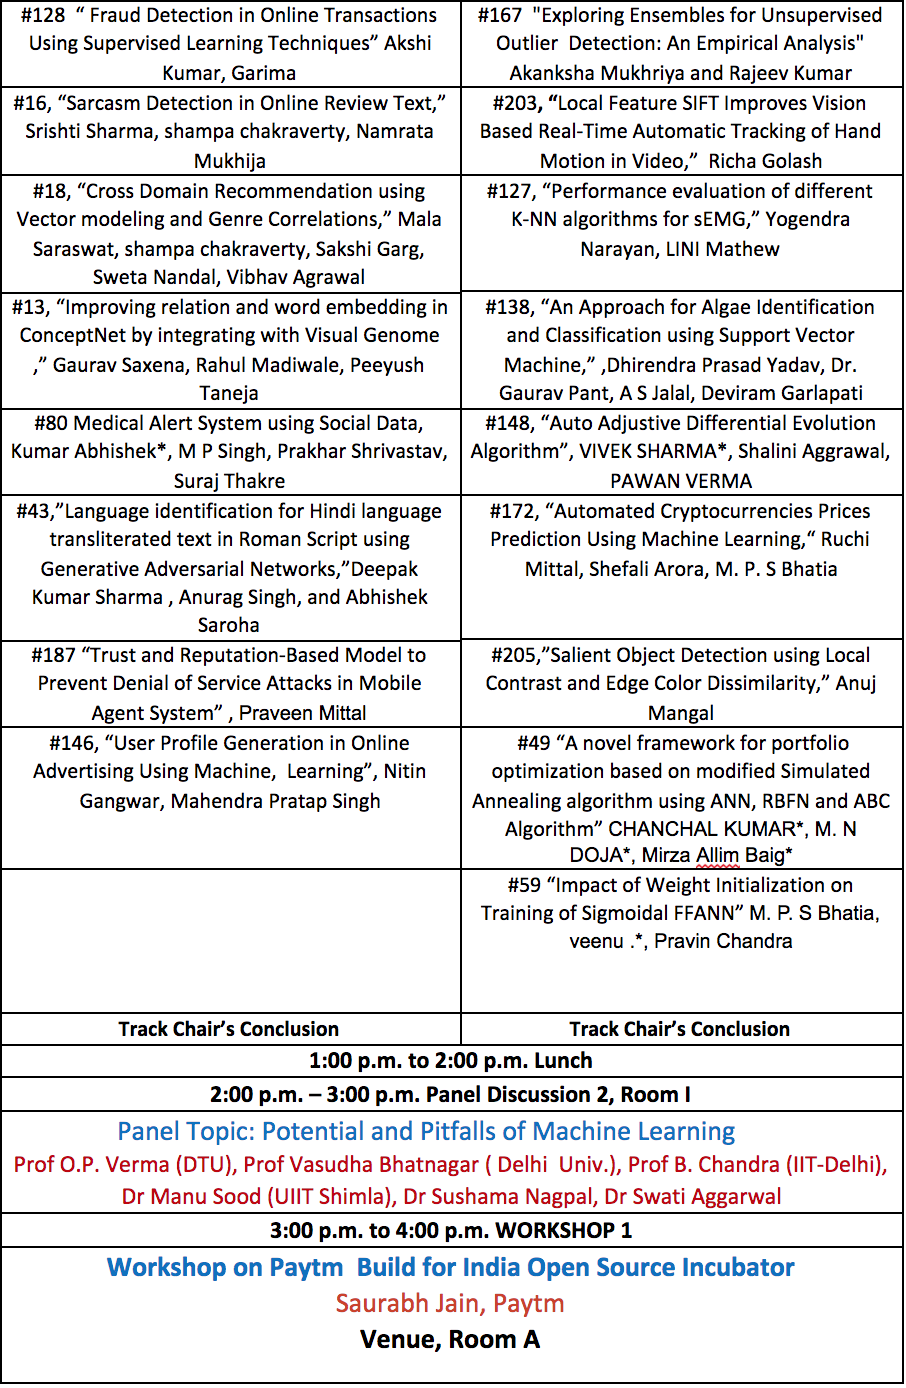 #128 “ Fraud Detection in Online Transactions
Using Supervised Learning Techniques” Akshi
Kumar, Garima
#167 "Exploring Ensembles for Unsupervised
Outlier Detection: An Empirical Analysis"
Akanksha Mukhriya and Rajeev Kumar
#16, “Sarcasm Detection in Online Review Text,”
Srishti Sharma, shampa chakraverty, Namrata
Mukhija
#203, “Local Feature SIFT Improves Vision
Based Real-Time Automatic Tracking of Hand
Motion in Video,” Richa Golash
#18, “Cross Domain Recommendation using
Vector modeling and Genre Correlations,” Mala
Saraswat, shampa chakraverty, Sakshi Garg,
Sweta Nandal, Vibhav Agrawal
#127, “Performance evaluation of different
K-NN algorithms for sEMG,” Yogendra
Narayan, LINI Mathew
#13, “Improving relation and word embedding in
ConceptNet by integrating with Visual Genome
,” Gaurav Saxena, Rahul Madiwale, Peeyush
Taneja
#138, “An Approach for Algae Identification
and Classification using Support Vector
Machine,” ,Dhirendra Prasad Yadav, Dr.
Gaurav Pant, A S Jalal, Deviram Garlapati
#80 Medical Alert System using Social Data,
Kumar Abhishek*, M P Singh, Prakhar Shrivastav,
Suraj Thakre
#148, “Auto Adjustive Differential Evolution
Algorithm”, VIVEK SHARMA*, Shalini Aggrawal,
PAWAN VERMA
#43,”Language identification for Hindi language
transliterated text in Roman Script using
Generative Adversarial Networks,”Deepak
Kumar Sharma , Anurag Singh, and Abhishek
Saroha
#172, “Automated Cryptocurrencies Prices
Prediction Using Machine Learning,“ Ruchi
Mittal, Shefali Arora, M. P. S Bhatia
#187 “Trust and Reputation-Based Model to
Prevent Denial of Service Attacks in Mobile
Agent System” , Praveen Mittal
#205,”Salient Object Detection using Local
Contrast and Edge Color Dissimilarity,” Anuj
Mangal
#146, “User Profile Generation in Online
Advertising Using Machine, Learning”, Nitin
Gangwar, Mahendra Pratap Singh
#49 “A novel framework for portfolio
optimization based on modified Simulated
Annealing algorithm using ANN, RBFN and ABC
Algorithm” CHANCHAL KUMAR*, M. N
DOJA*, Mirza Allim Baig*
#59 “Impact of Weight Initialization on
Training of Sigmoidal FFANN” M. P. S Bhatia,
veenu .*, Pravin Chandra
Track Chair’s Conclusion
Track Chair’s Conclusion
1:00 p.m. to 2:00 p.m. Lunch
2:00 p.m. – 3:00 p.m. Panel Discussion 2, Room I
Panel Topic: Potential and Pitfalls of Machine Learning
Prof O.P. Verma (DTU), Prof Vasudha Bhatnagar ( Delhi Univ.), Prof B. Chandra (IIT-Delhi),
Dr Manu Sood (UIIT Shimla), Dr Sushama Nagpal, Dr Swati Aggarwal
3:00 p.m. to 4:00 p.m. WORKSHOP 1
Workshop on Paytm Build for India Open Source Incubator
Saurabh Jain, Paytm
Venue, Room A